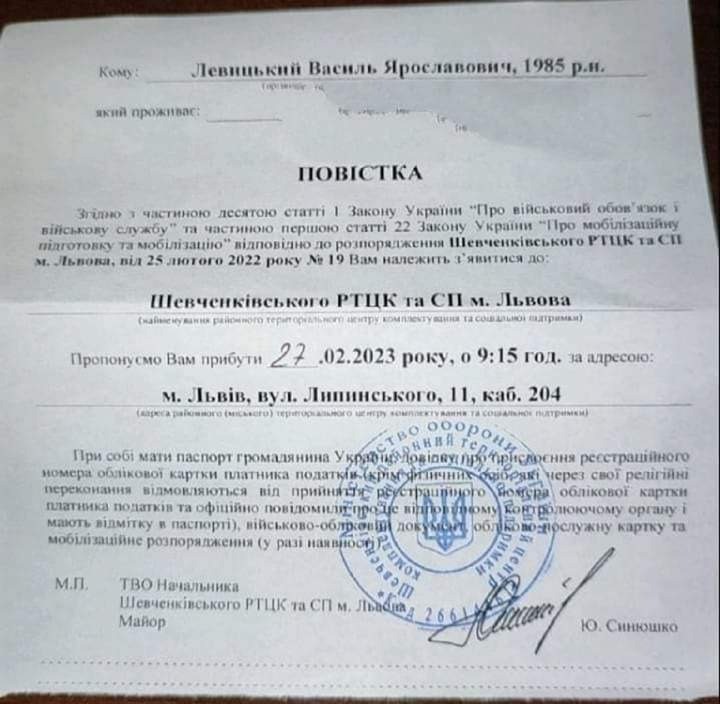 Кому: Левицький Василь Ярославович, 1985 р.н.
який проживає:
ПОВІСТКА
Згідно з частиною десятою статті 1 Закону України “Про військовий обов’язок і
військову службу” та частиною першою статті 22 Закону України “Про мобілізаційну
підготовку та мобілізацію” відповідно до розпорядження Шевченківського РТЦК та СП
м. Львова, від 25 лютого 2022 року № 19 Вам належить з’явитися до:
Шевченківського РТЦК та СП м. Львова
(найменування районного територіального центру комплектування та соціальної підтримки)
Пропонуємо Вам прибути 27.02.2023 року, о 9:15 год. за адресою:
м. Львів, вул. Липинського, 11, каб. 204
(адреса районного (міського) територіального центру комплектування та соціальної підтримки)
При собі мати паспорт громадянина України, довідку про присвоєння реєстраційного
номера облікової картки платника податків (крім фізичних осіб, які через свої релігійні
переконання відмовляються від прийняття реєстраційного номера облікової картки
платника податків та офіційно повідомили про це відповідному контролюючому органу і
мають відмітку в паспорті), військово-обліковий документ, обліково-послужну картку та
мобілізаційне розпорядження (у разі наявності)
М.П. ТВО Начальника
Шевченківського РТЦК та СП м. Львова
Майор
Ю. Синюшко